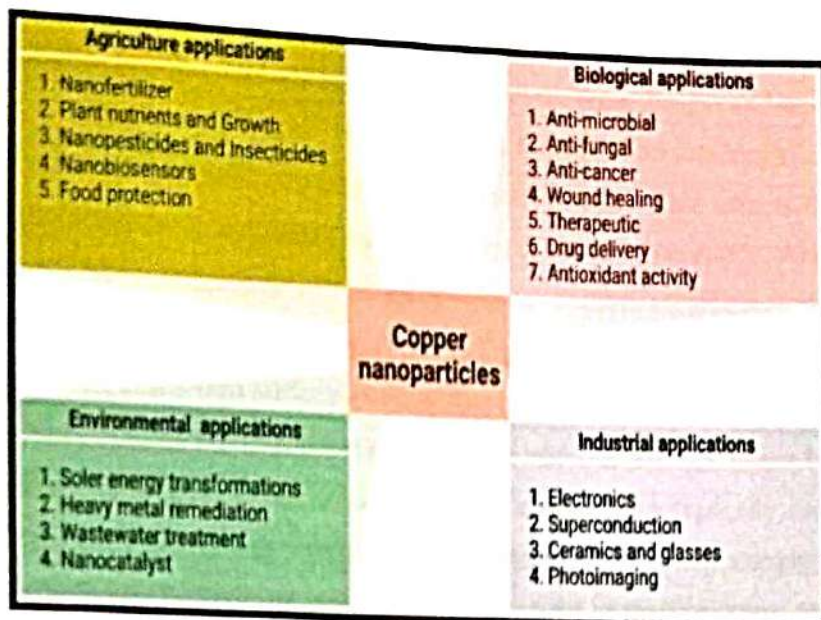 Agriculture applications
1. Nanofertilizer
2. Plant nutrients and Growth
3. Nanopesticides and Insecticides
4 Nanobiosensors
5. Food protection
Biological applications
1. Anti-microbial
2. Anti-fungal
3. Anti-cancer
4. Wound healing
5. Therapeutic
6. Drug delivery
7. Antioxidant activity
Copper
nanoparticles
Environmental applications
1. Soler energy transformations
2. Heavy metal remediation
3. Wastewater treatment
4. Nanocatalyst
Industrial applications
1. Electronics
2. Superconduction
3. Ceramics and glasses
4. Photoimaging